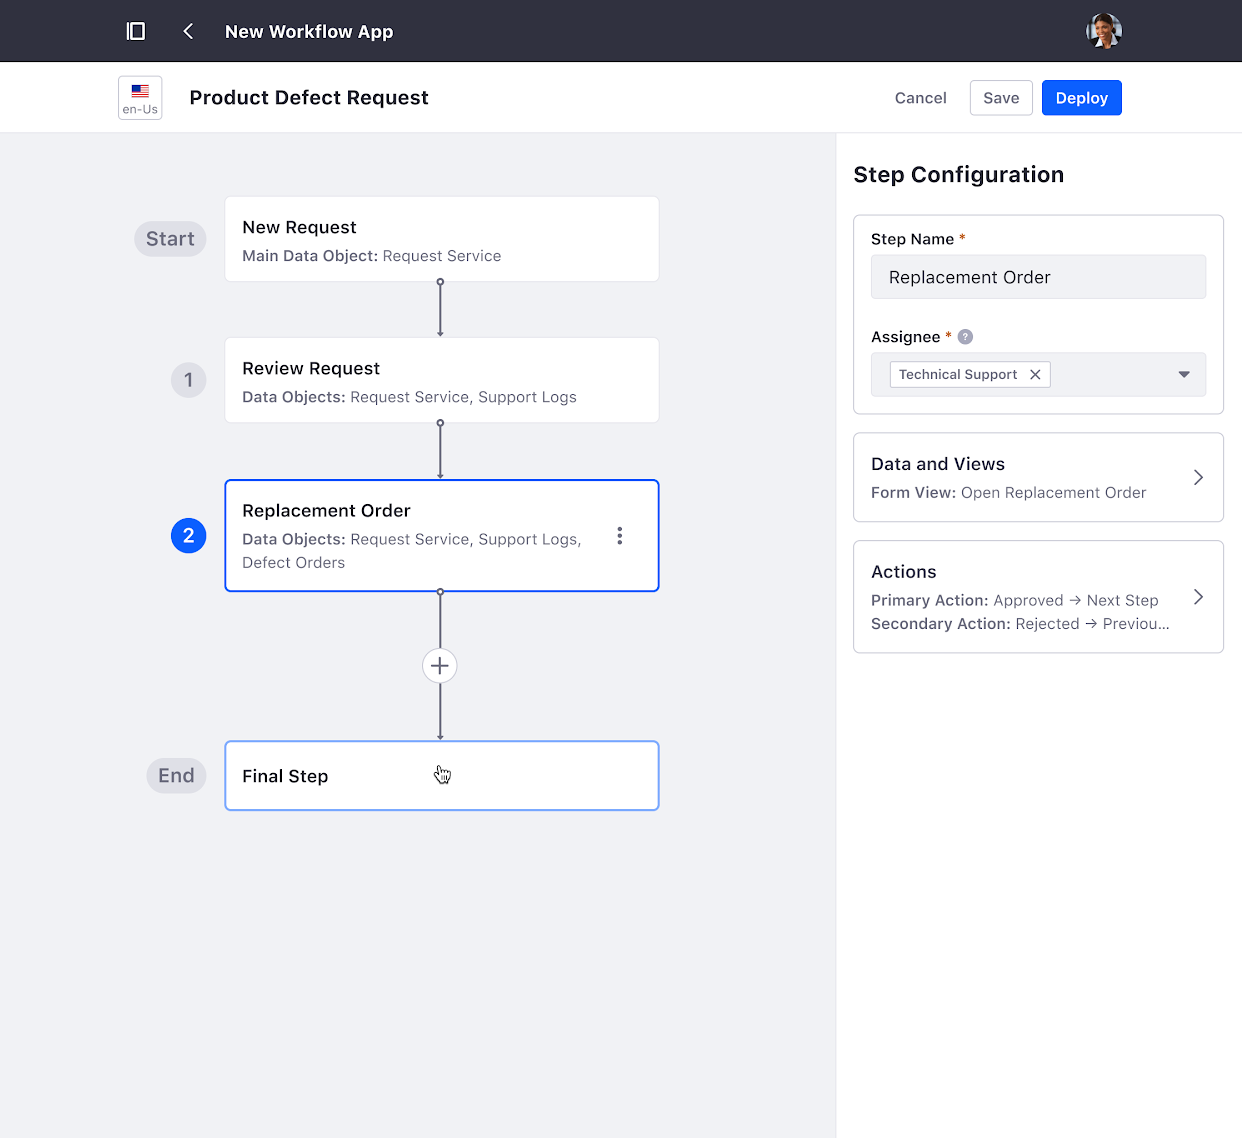 New Workflow App
en-Us
Product Defect Request
Cancel
Save
Deploy
Start
New Request
Main Data Object: Request Service
1
Review Request
Data Objects: Request Service, Support Logs
2
Replacement Order
Data Objects: Request Service, Support Logs,
Defect Orders
End
Final Step
Step Configuration
Step Name *
Replacement Order
Assignee * ?
Technical Support
Data and Views
Form View: Open Replacement Order
Actions
Primary Action: Approved → Next Step
Secondary Action: Rejected → Previou...